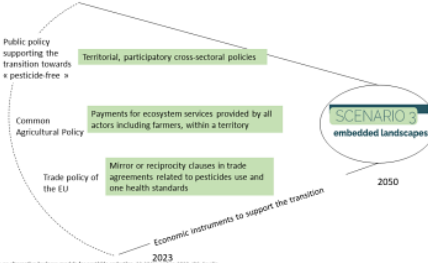 Public policy
supporting the
transition towards
« pesticide-free »
Territorial, participatory cross-sectoral policies
Common
Agricultural Policy
Payments for ecosystem services provided by all
actors including farmers, within a territory
Trade policy of
the EU
Mirror or reciprocity clauses in trade
agreements related to pesticides use and
one health standards
SCENARIO 3
embedded landscapes
2050
Economic instruments to support the transition
2023